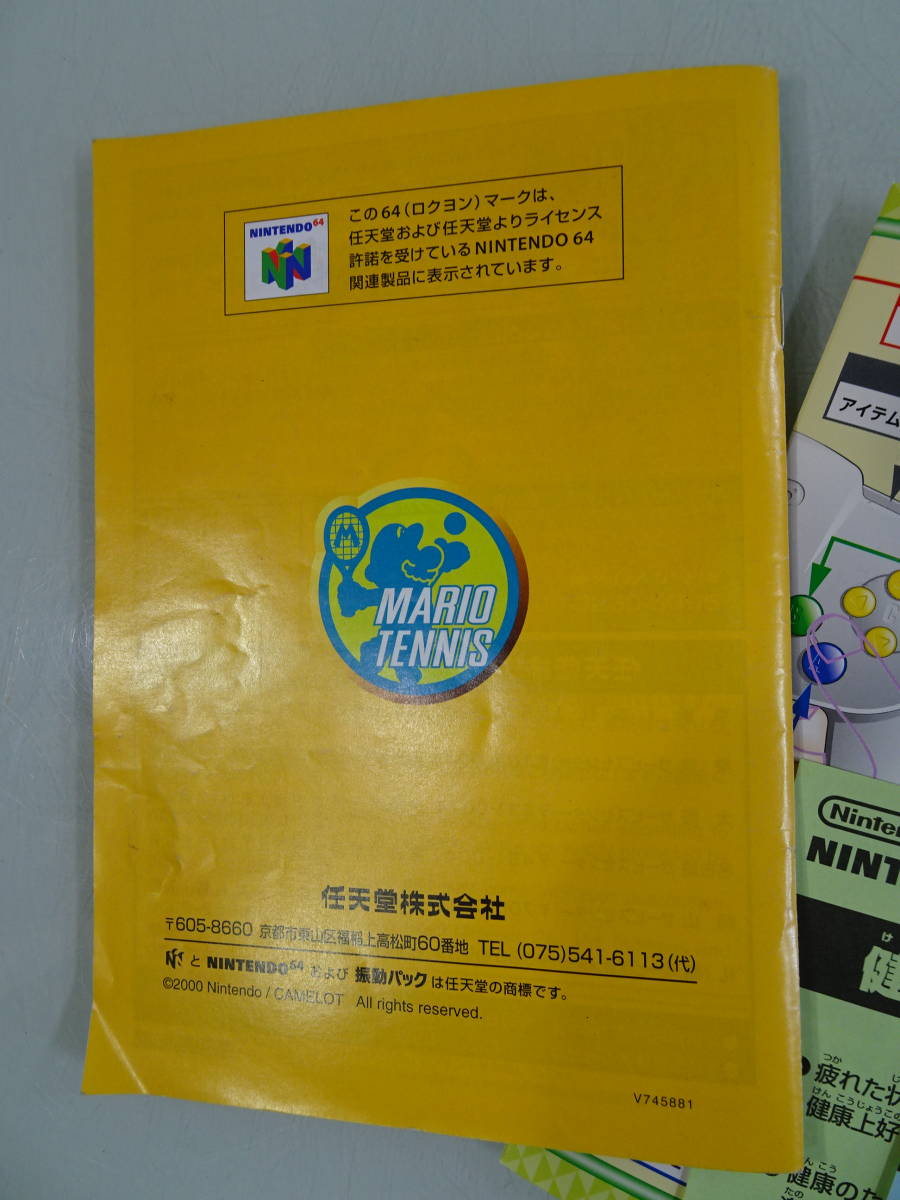 NINTENDO 64
この64（ロクヨン）マークは、
任天堂および任天堂よりライセンス
許諾を受けているNINTENDO 64
関連製品に表示されています。
M
MARIO
TENNIS
任天堂株式会社
〒605-8660 京都市東山区福稲上高松町60番地 TEL (075)541-6113(代)
と NINTENDO64 および 振動パック は任天堂の商標です。
©2000 Nintendo / CAMELOT All rights reserved.
V745881
アイテム
疲れた状
健康上好
健康のた